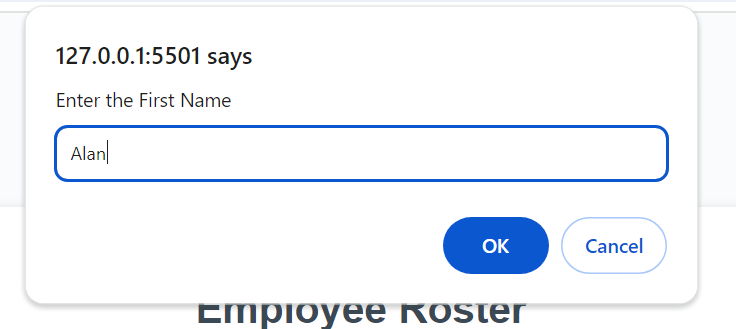 127.0.0.1:5501 says
Enter the First Name
Alan
OK
Cancel
Employee Roster